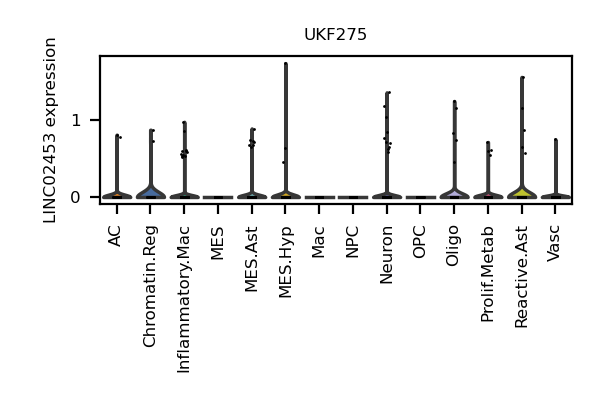 UKF275
LINC02453 expression
1
0
AC
Chromatin.Reg
Inflammatory.Mac
MES
MES.Ast
MES.Hyp
Mac
NPC
Neuron
OPC
Oligo
Prolif.Metab
Reactive.Ast
Vasc